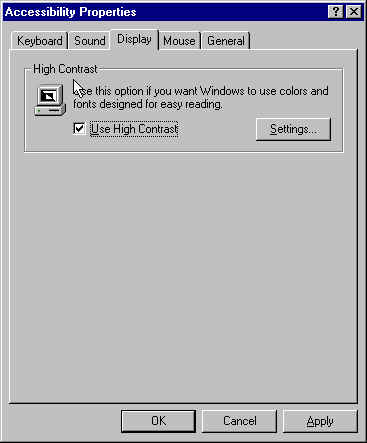 Accessibility Properties
Keyboard Sound Display Mouse General
High Contrast
se this option if you want Windows to use colors and
fonts designed for easy reading.
Use High Contrast
Settings...
OK Cancel Apply